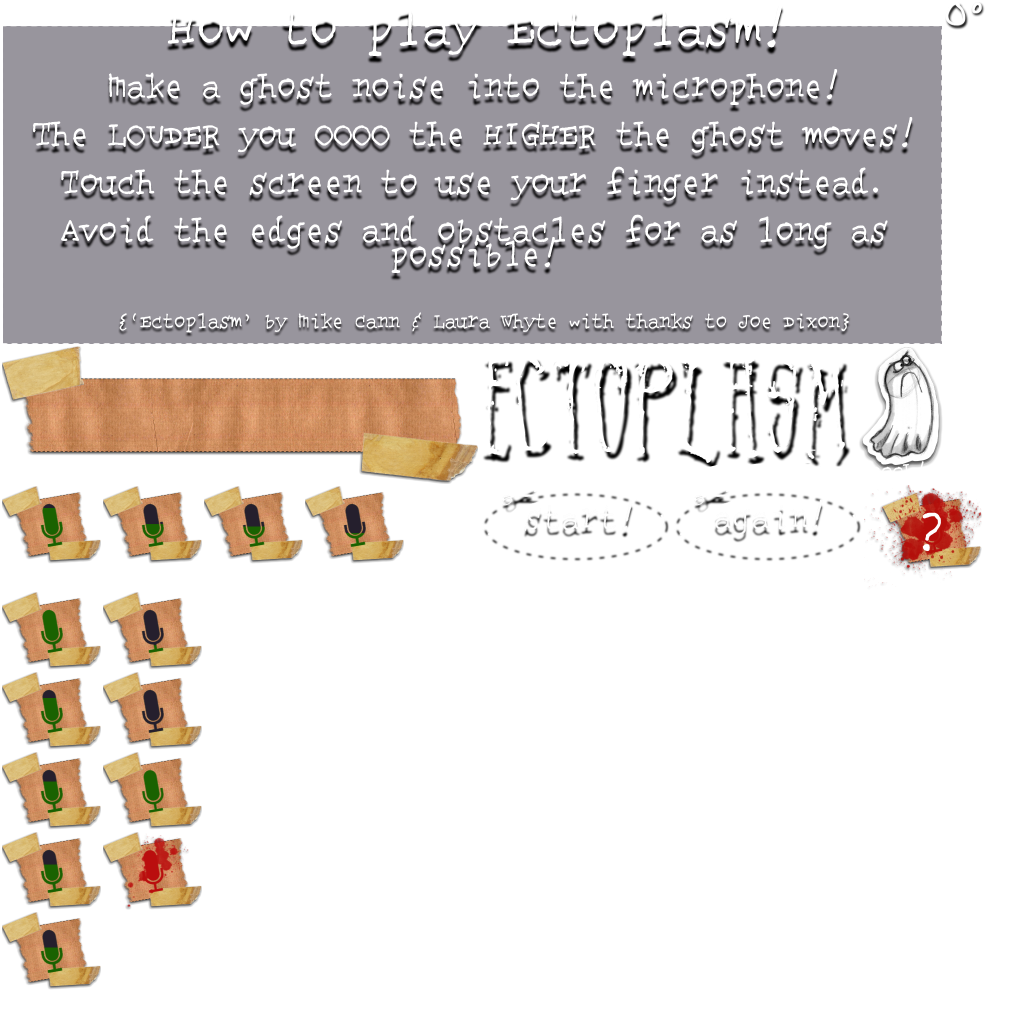 How to play Ectoplasm!
0°
Make a ghost noise into the microphone!
The LOUDER you OOOO the HIGHER the ghost moves!
Touch the screen to use your finger instead.
Avoid the edges and obstacles for as long as
possible!
{‘Ectoplasm’ by Mike Cann & Laura Whyte with thanks to Joe Dixon}
ECTOPLASM
start!
again!
?